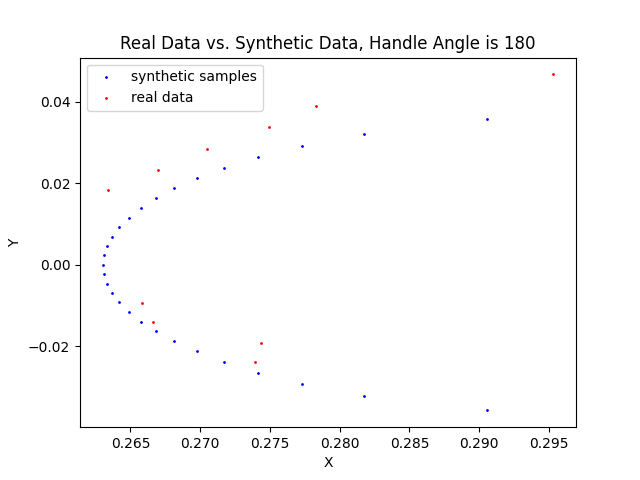 Real Data vs. Synthetic Data, Handle Angle is 180
synthetic samples
real data
0.04
0.02
0.00
−0.02
Y
0.265 0.270 0.275 0.280 0.285 0.290 0.295
X